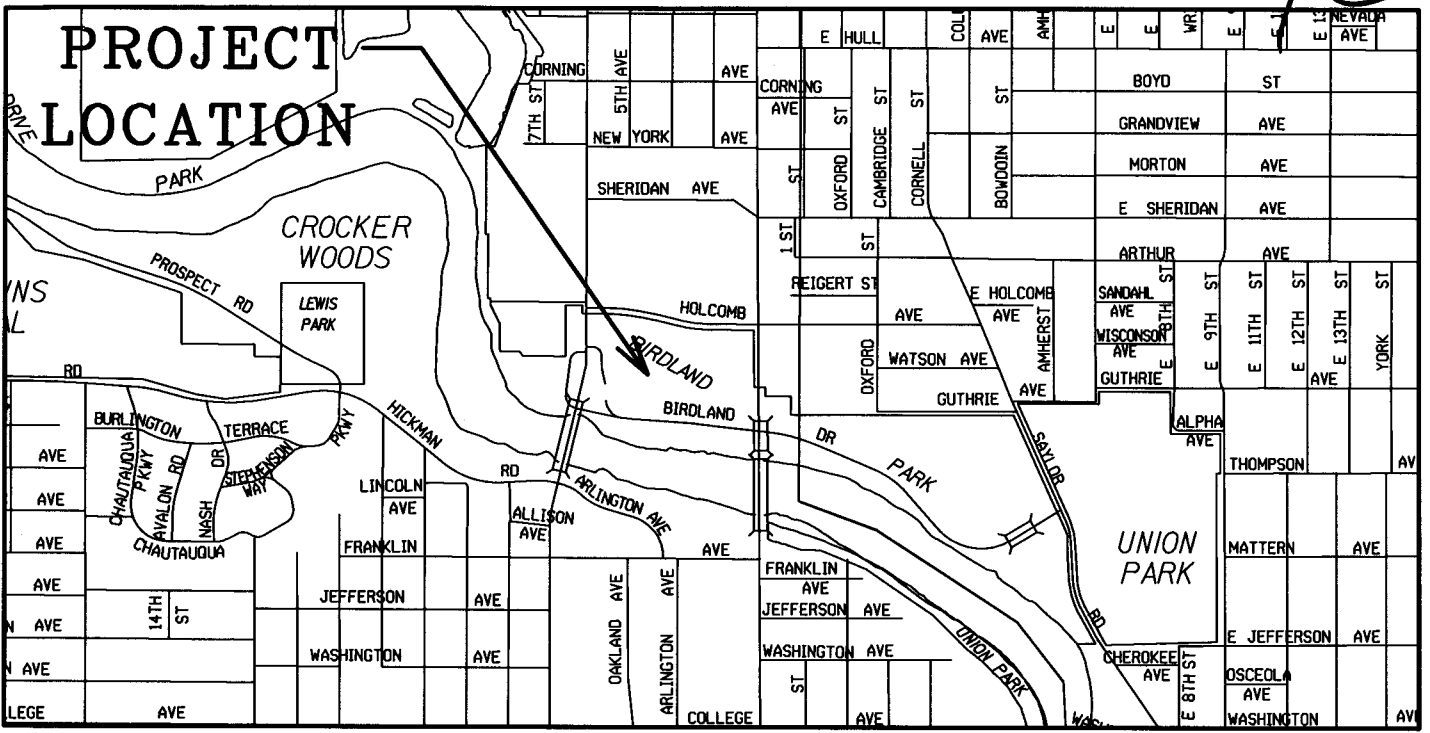 PROJECT
LOCATION
E HULL
AVE
NEVADA
AVE
CORNING
5TH AVE
AVE
7TH ST
NEW YORK
AVE
CORNING
AVE
BOYD ST
GRANDVIEW AVE
MORTON AVE
E SHERIDAN AVE
ARTHUR AVE
SHERIDAN AVE
ST
OXFORD ST
CAMBRIDGE ST
CORNELL ST
BOWDOIN ST
DRIVE
PARK
CROCKER
WOODS
PROSPECT RD
LEWIS
PARK
1 ST
ST
REIGERT ST
HOLCOMB
AVE
E HOLCOMB
AVE
AMHERST
SANDAHL
AVE
WISCONSON
AVE
E 8TH ST
E 9TH ST
E 11TH ST
E 12TH ST
E 13TH ST
YORK ST
GUTHRIE
AVE
OXFORD
WATSON AVE
GUTHRIE
AVE
BIRDLAND
BIRDLAND
DR
PARK
SAYLOR
RD
ALPHA
AVE
THOMPSON
AV
UNION
PARK
MATTERN AVE
RD
BURLINGTON
TERRACE
HICKMAN
RD
PKWY
CHAUTAUQUA
PKWY
AVALON RD
NASH DR
STEPHENSON
WAY
CHAUTAUQUA
LINCOLN
AVE
ALLISON
AVE
ARLINGTON AVE
AVE
AVE
AVE
AVE
AVE
AVE
FRANKLIN
AVE
JEFFERSON
AVE
WASHINGTON
AVE
14TH
ST
AVE
OAKLAND AVE
ARLINGTON AVE
COLLEGE
AVE
FRANKLIN
AVE
JEFFERSON AVE
WASHINGTON AVE
ST
UNION PARK
CHEROKEE
AVE
E 8TH ST
E JEFFERSON AVE
OSCEOLA
AVE
WASHINGTON
AV